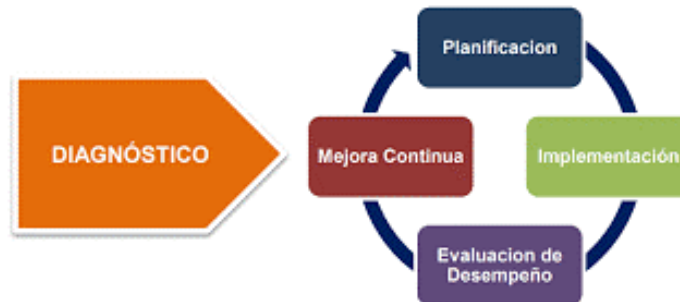 Planificacion
DIAGNÓSTICO
Mejora Continua
Implementación
Evaluacion de
Desempeño